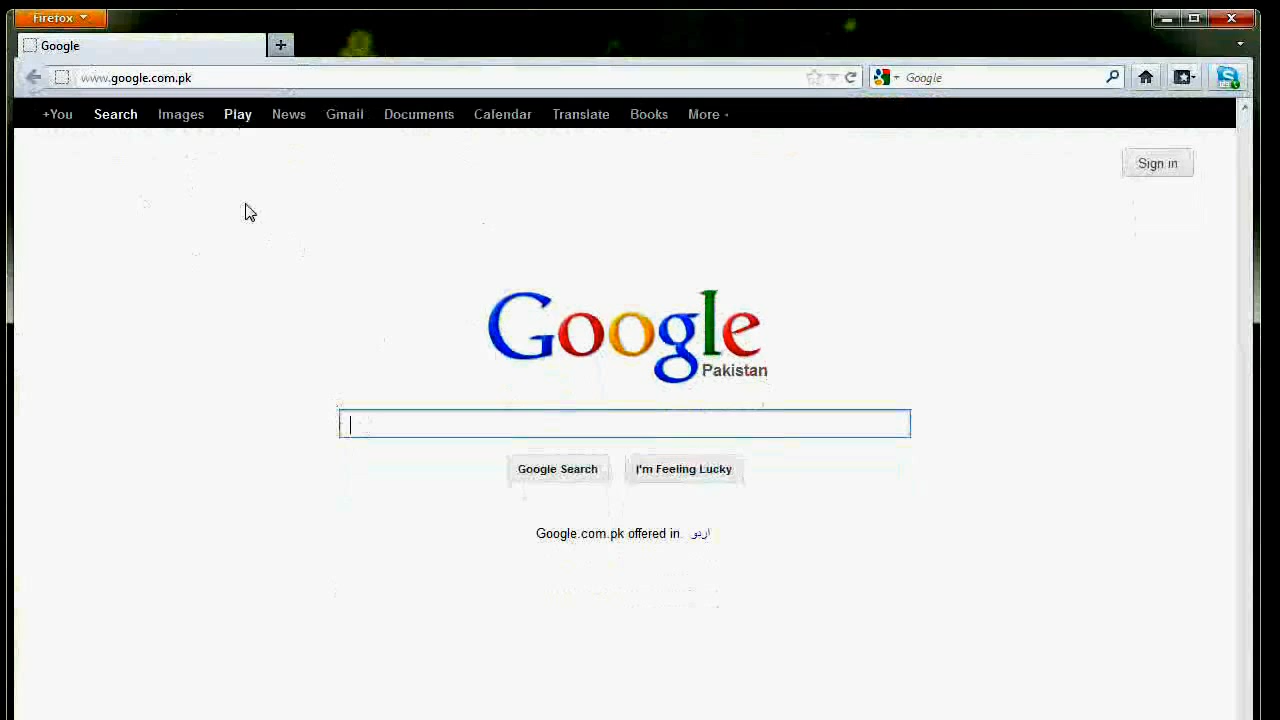 Firefox
Google
www.google.com.pk
Google
+You Search Images Play News Gmail Documents Calendar Translate Books More
Sign in
Google
Pakistan
Google Search I'm Feeling Lucky
Google.com.pk offered in: اردو